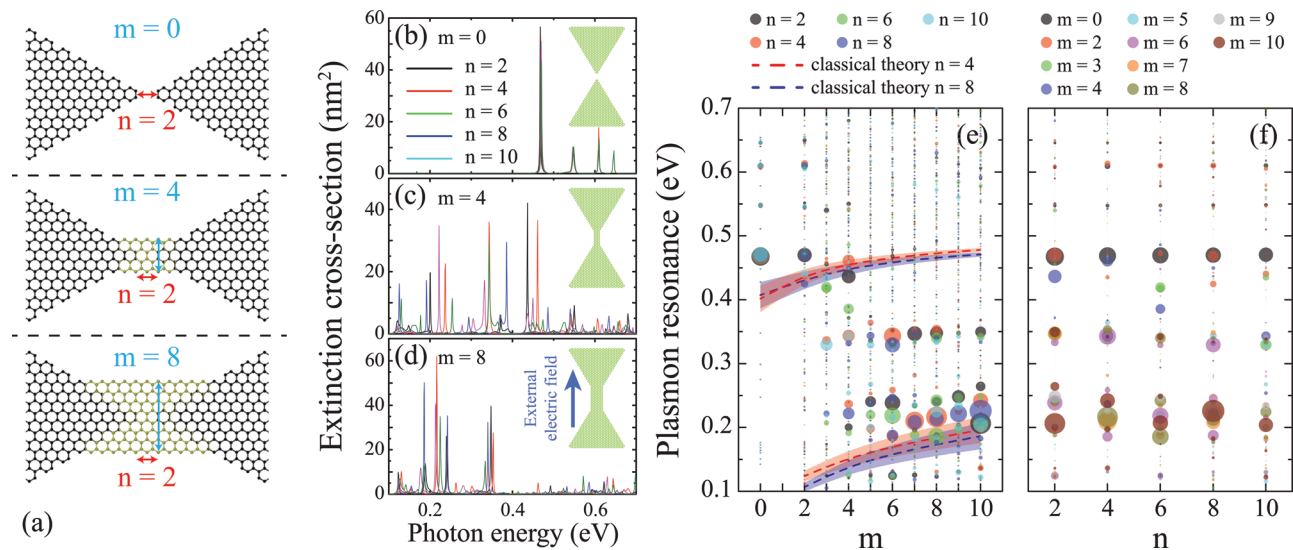 m = 0
n = 2
m = 4
n = 2
m = 8
n = 2
(a)
Extinction cross-section (nm²)
60
40
20
0
(b) m = 0
n = 2
n = 4
n = 6
n = 8
n = 10
40
20
0
(c) m = 4
60
40
20
0
(d) m = 8
External
electric field
0.2 0.4 0.6
Photon energy (eV)
n = 2 n = 6 n = 10
n = 4 n = 8
classical theory n = 4
classical theory n = 8
Plasmon resonance (eV)
0.7
0.6
0.5
0.4
0.3
0.2
0.1
(e)
0 2 4 6 8 10
m
m = 0 m = 5 m = 9
m = 2 m = 6 m = 10
m = 3 m = 7
m = 4 m = 8
(f)
2 4 6 8 10
n